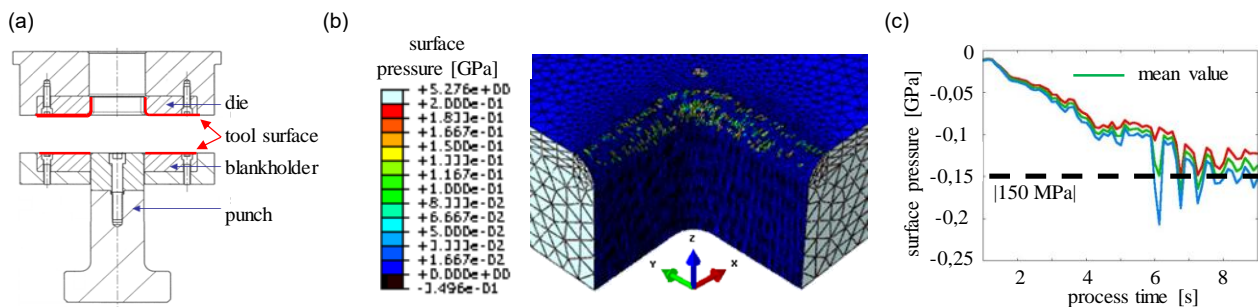 (a)
die
tool surface
blankholder
punch
(b)
surface
pressure [GPa]
+5.276e+00
+2.000e-01
+1.833e-01
+1.667e-01
+1.500e-01
+1.333e-01
+1.167e-01
+1.000e-01
+8.333e-02
+6.667e-02
+5.000e-02
+3.333e-02
+1.667e-02
+0.000e+00
-3.496e-01
Z
Y
X
(c)
surface pressure [GPa]
0
-0,05
-0,1
-0,15
-0,2
-0,25
mean value
|150 MPa|
2
4
6
8
process time [s]